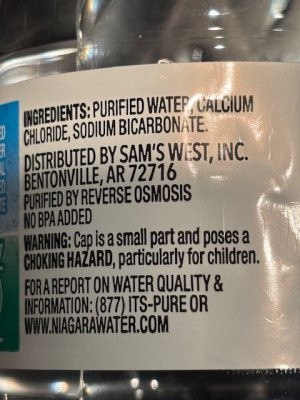 INGREDIENTS: PURIFIED WATER, CALCIUM
CHLORIDE, SODIUM BICARBONATE.
DISTRIBUTED BY SAM'S WEST, INC.
BENTONVILLE, AR 72716
PURIFIED BY REVERSE OSMOSIS
NO BPA ADDED
WARNING: Cap is a small part and poses a
CHOKING HAZARD, particularly for children.
FOR A REPORT ON WATER QUALITY &
INFORMATION: (877) ITS-PURE OR
WWW.NIAGARAWATER.COM